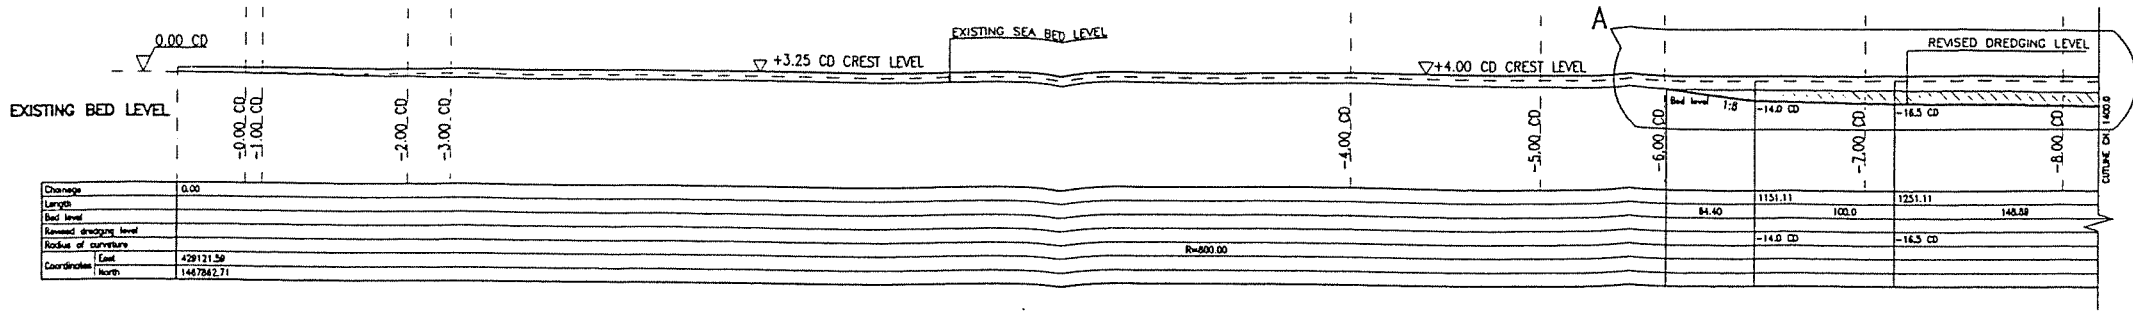 A
0.00 CD
EXISTING SEA BED LEVEL
REVISED DREDGING LEVEL
+3.25 CD CREST LEVEL
+4.00 CD CREST LEVEL
EXISTING BED LEVEL
-0.00 CD
-1.00 CD
-2.00 CD
-3.00 CD
-4.00 CD
-5.00 CD
-6.00 CD
Bed level 1:8
-14.0 CD
-7.00 CD
-16.5 CD
-8.00 CD
CUTLINE CH. 1400.0
Chainage 0.00 1151.11 1251.11
Length 84.40 100.0 148.89
Bed level
Revised dredging level -14.0 CD -16.5 CD
Radius of curvature R=800.00
Coordinates East 429121.59
North 1467862.71